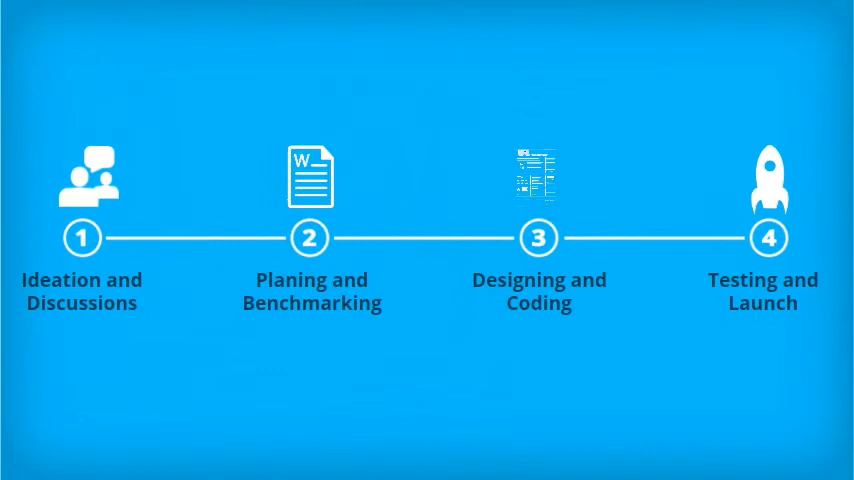 W
1
2
3
4
Ideation and
Discussions
Planing and
Benchmarking
Designing and
Coding
Testing and
Launch